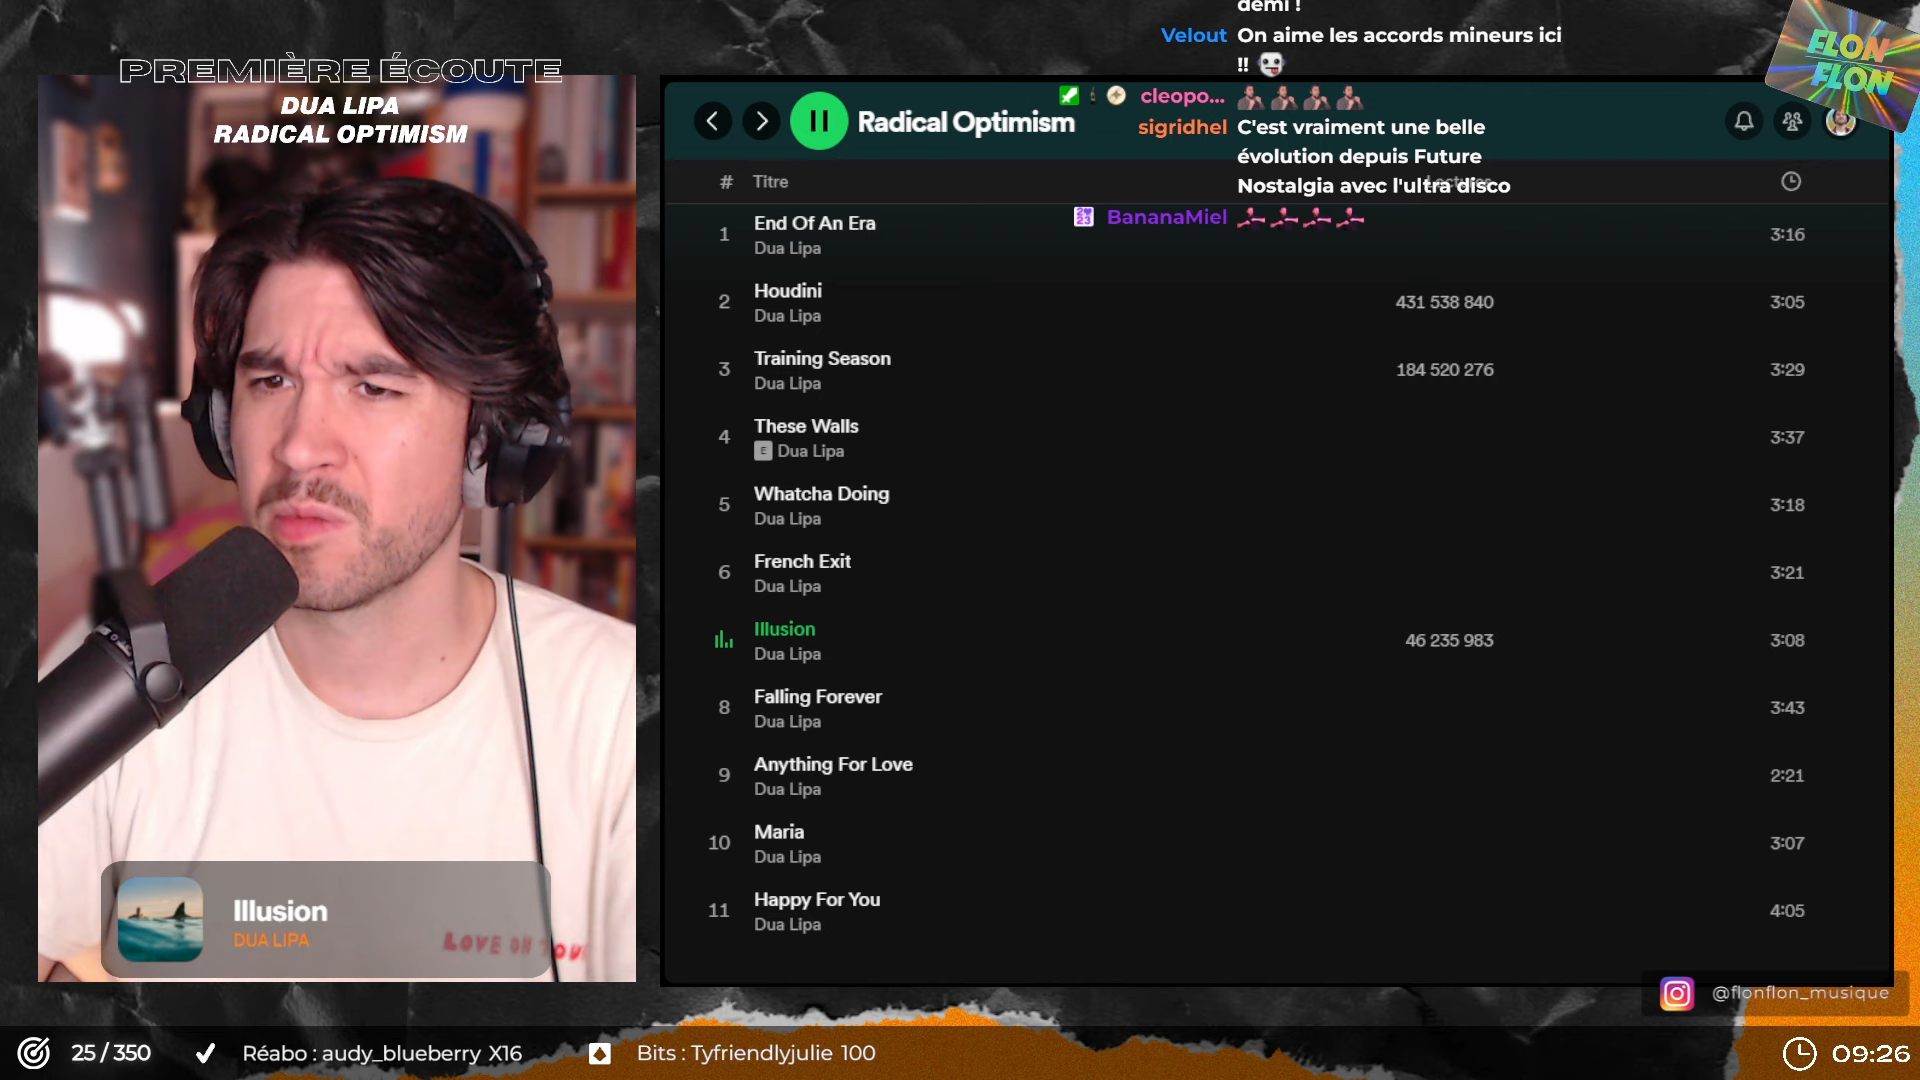 PREMIÈRE ÉCOUTE
DUA LIPA
RADICAL OPTIMISM
demi !
Velout On aime les accords mineurs ici
!!
cleopo...
sigridhel C'est vraiment une belle
évolution depuis Future
Nostalgia avec l'ultra disco
BananaMiel
FLON
FLON
Radical Optimism
# Titre
1 End Of An Era 3:16
Dua Lipa
2 Houdini 431 538 840 3:05
Dua Lipa
3 Training Season 184 520 276 3:29
Dua Lipa
4 These Walls 3:37
E Dua Lipa
5 Whatcha Doing 3:18
Dua Lipa
6 French Exit 3:21
Dua Lipa
Illusion 46 235 983 3:08
Dua Lipa
8 Falling Forever 3:43
Dua Lipa
9 Anything For Love 2:21
Dua Lipa
10 Maria 3:07
Dua Lipa
11 Happy For You 4:05
Dua Lipa
Illusion
DUA LIPA
LOVE ON YOU
@flonflon_musique
25 / 350
Réabo : audy_blueberry X16
Bits : Tyfriendlyjulie 100
09:26